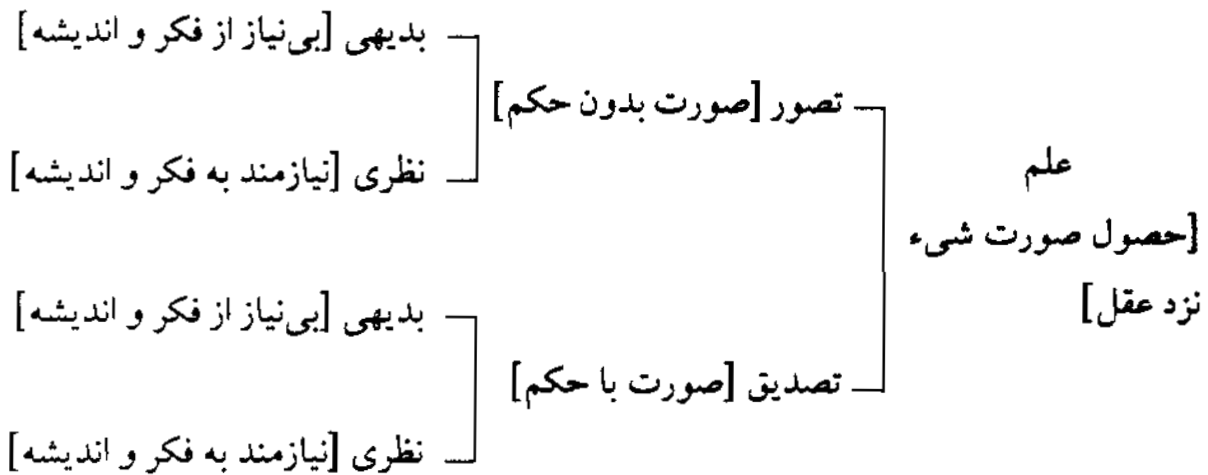 علم
[حصول صورت شیء
نزد عقل]
تصور [صورت بدون حکم]
بدیهی [بی‌نیاز از فکر و اندیشه]
نظری [نیازمند به فکر و اندیشه]
تصدیق [صورت با حکم]
بدیهی [بی‌نیاز از فکر و اندیشه]
نظری [نیازمند به فکر و اندیشه]